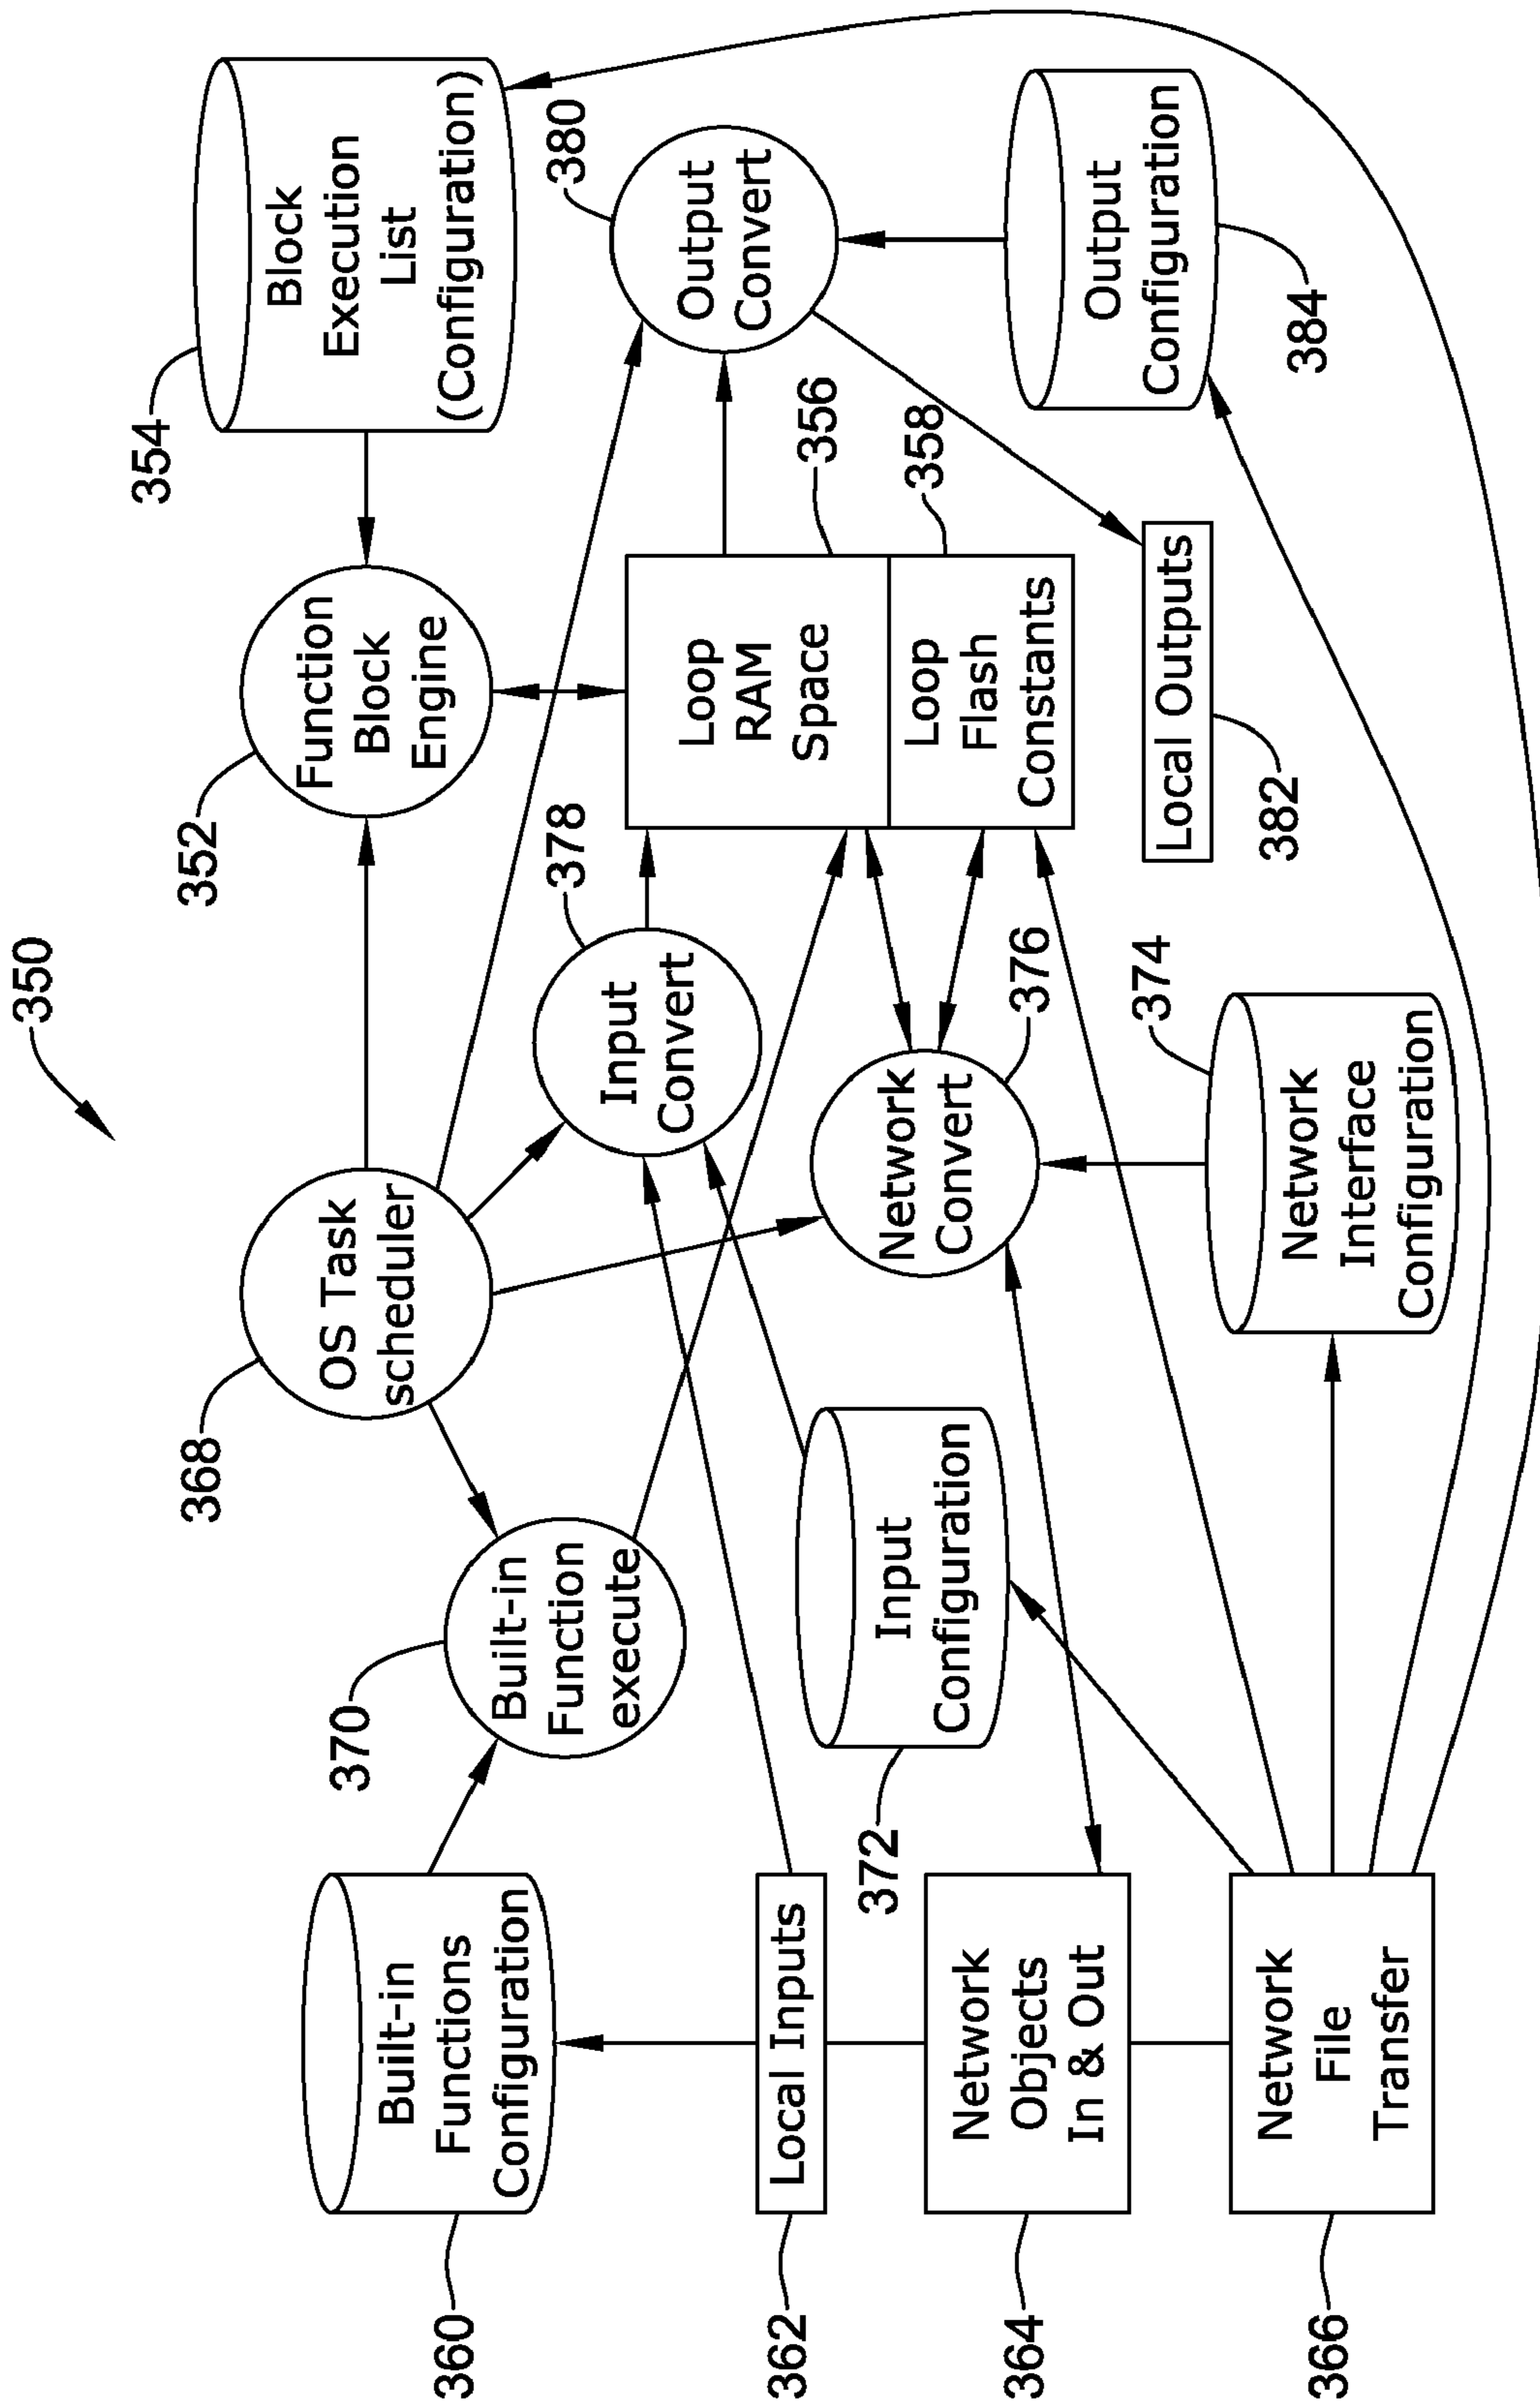 350
354
Block
Execution
List
(Configuration)
352
Function
Block
Engine
368
OS Task
scheduler
380
Output
Convert
378
Input
Convert
370
Built-in
Function
execute
360
Built-in
Functions
Configuration
356
Loop
RAM
Space
358
Loop
Flash
Constants
362
Local Inputs
372
Input
Configuration
376
Network
Convert
364
Network
Objects
In & Out
384
Output
Configuration
382
Local Outputs
374
Network
Interface
Configuration
366
Network
File
Transfer